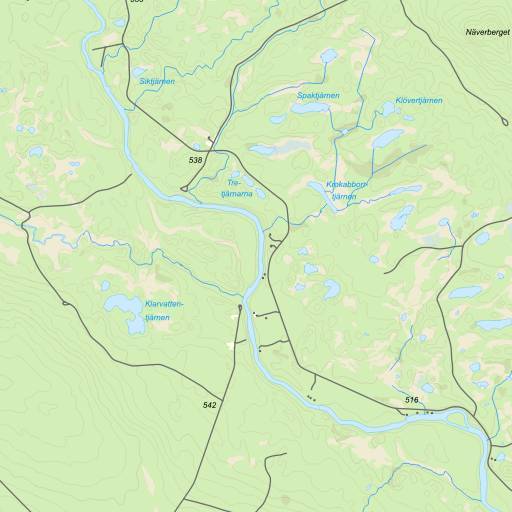 Näverberget
Siktjärnen
Spaktjärnen
Klövertjärnen
538
Tre-
tjärnarna
Krokabborr-
tjärnen
Klarvatten-
tjärnen
542
516